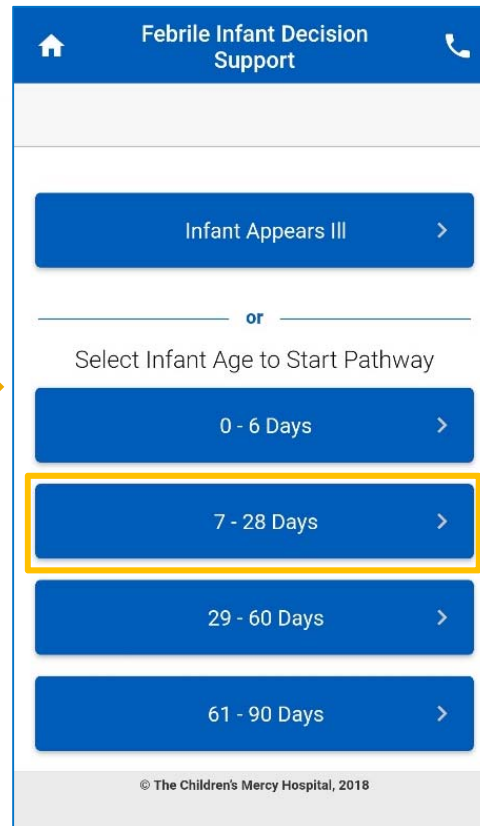 Febrile Infant Decision
Support
Infant Appears Ill
or
Select Infant Age to Start Pathway
0 - 6 Days
7 - 28 Days
29 - 60 Days
61 - 90 Days
© The Children's Mercy Hospital, 2018